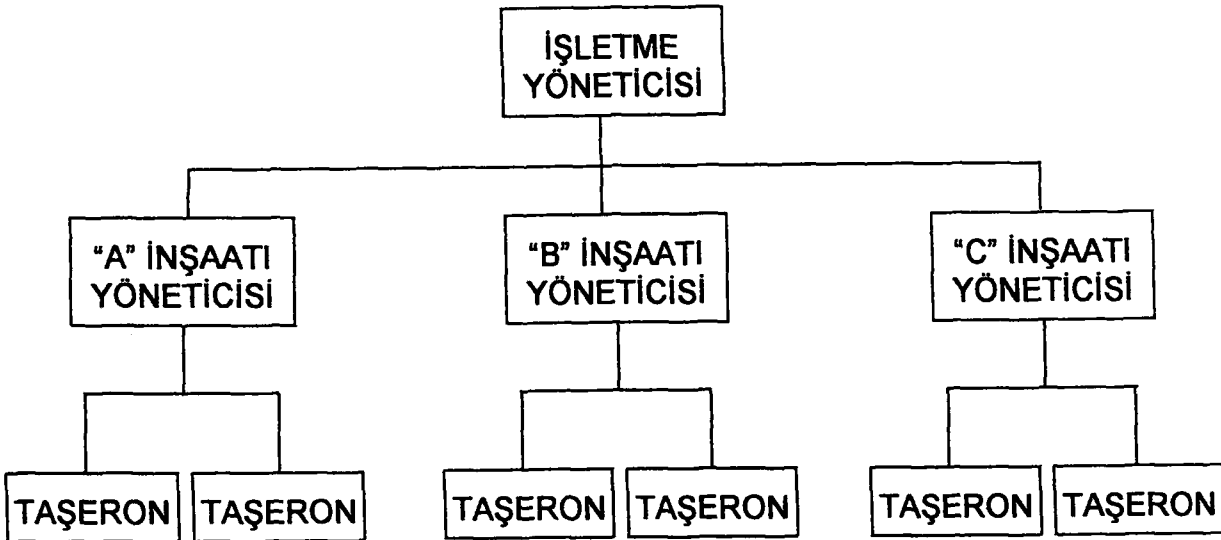 İŞLETME
YÖNETİCİSİ
"A" İNŞAATI
YÖNETİCİSİ
"B" İNŞAATI
YÖNETİCİSİ
"C" İNŞAATI
YÖNETİCİSİ
TAŞERON
TAŞERON
TAŞERON
TAŞERON
TAŞERON
TAŞERON